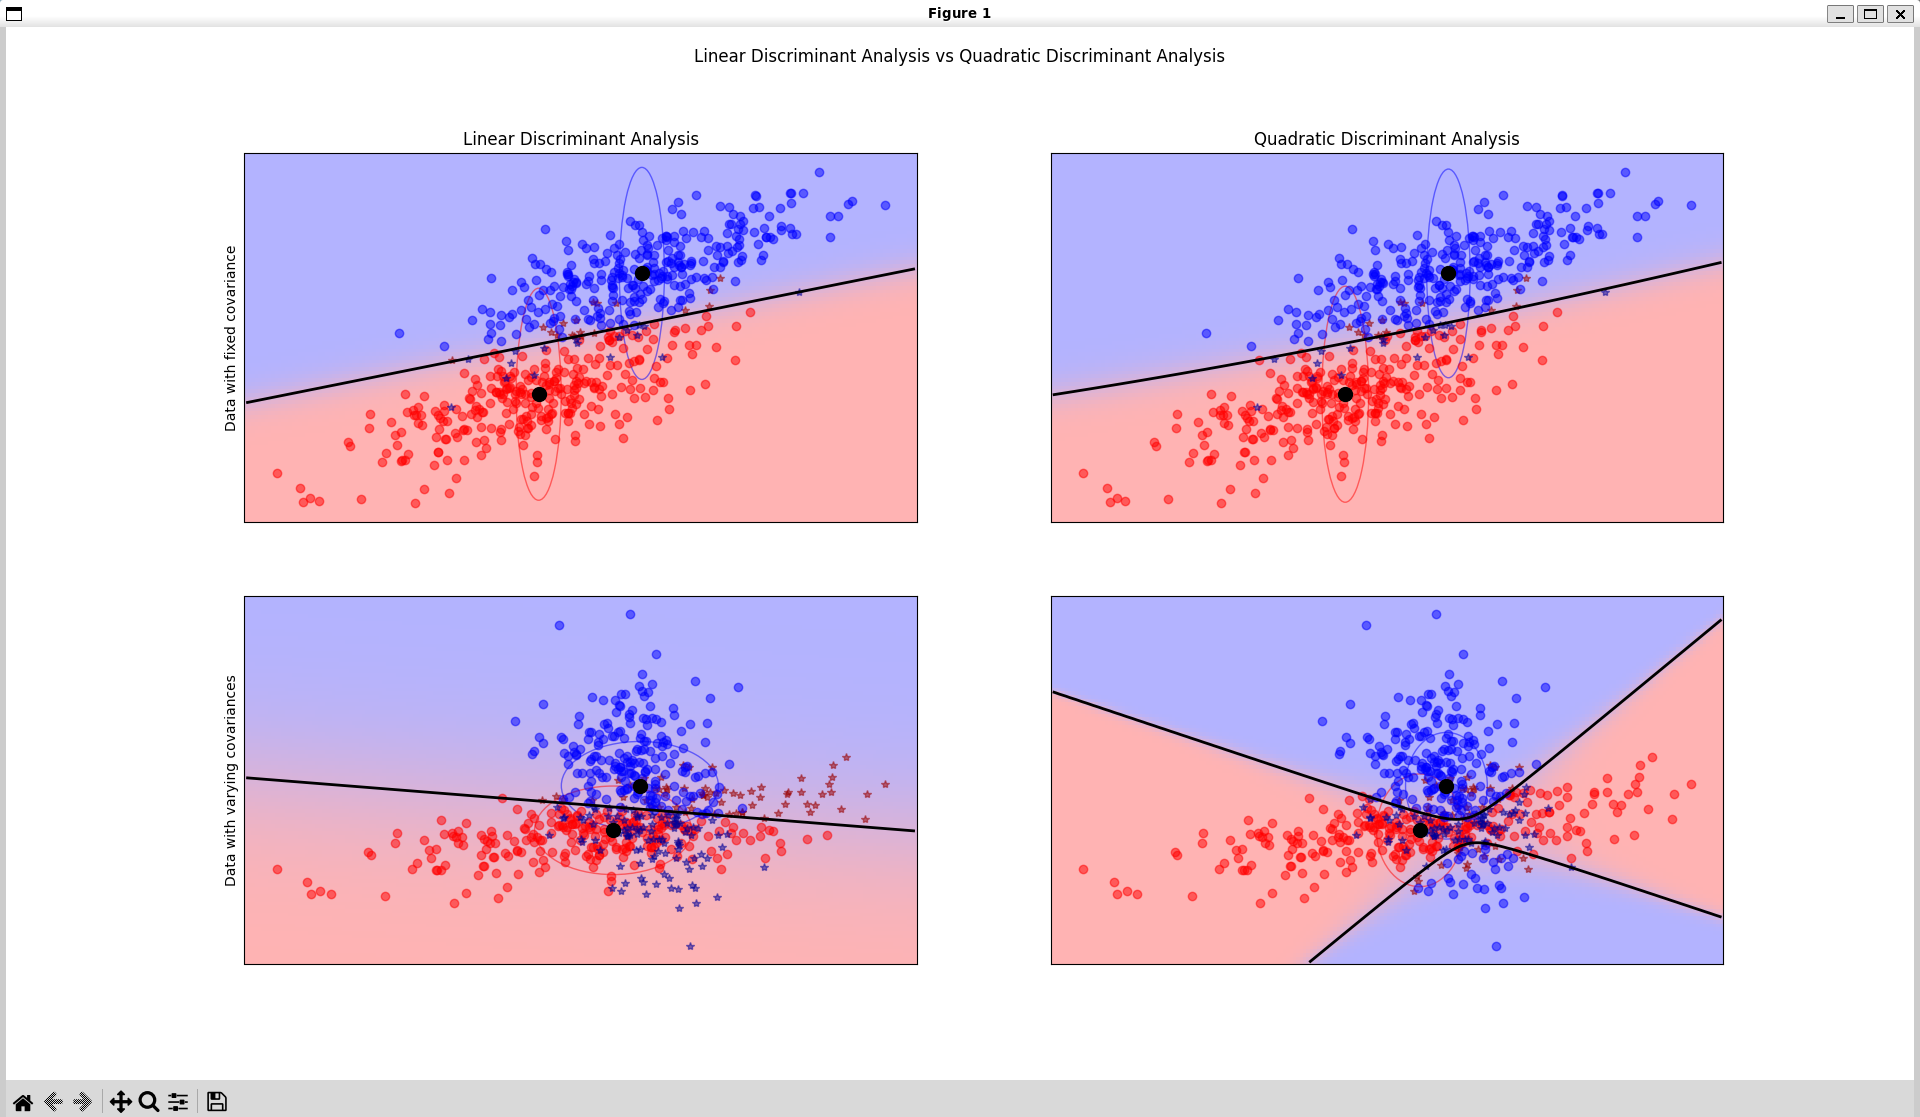 Figure 1
Linear Discriminant Analysis vs Quadratic Discriminant Analysis
Linear Discriminant Analysis
Quadratic Discriminant Analysis
Data with fixed covariance
Data with varying covariances